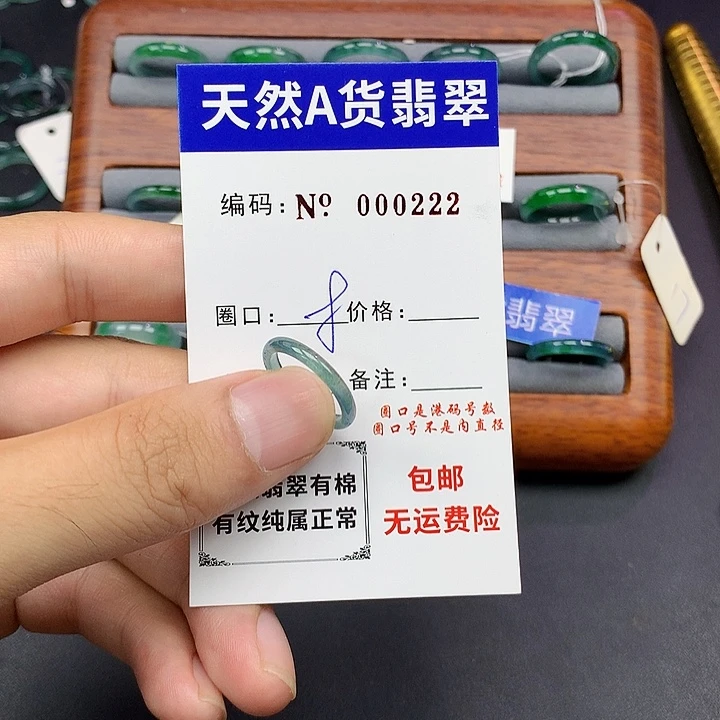 天然A货翡翠
编码：Nº. 000222
圈口：8 价格：
备注：
圈口是港码号数
圈口号不是内直径
翡翠有棉
有纹纯属正常
包邮
无运费险
翡翠